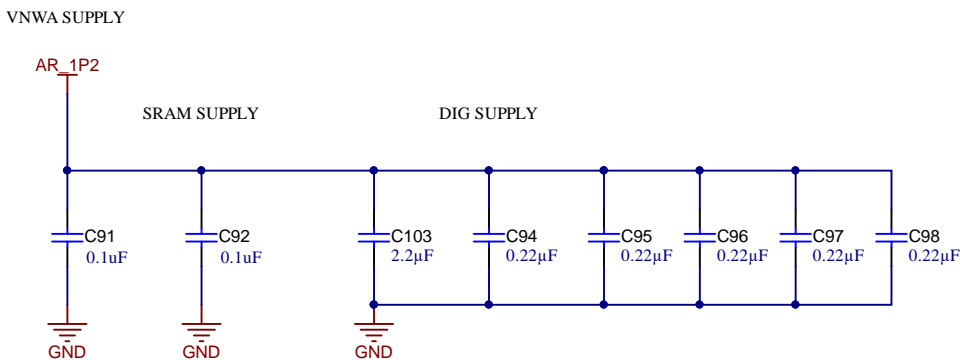 VNWA SUPPLY
AR_1P2
SRAM SUPPLY
DIG SUPPLY
C91
0.1uF
C92
0.1uF
C103
2.2µF
C94
0.22µF
C95
0.22µF
C96
0.22µF
C97
0.22µF
C98
0.22µF
GND
GND
GND